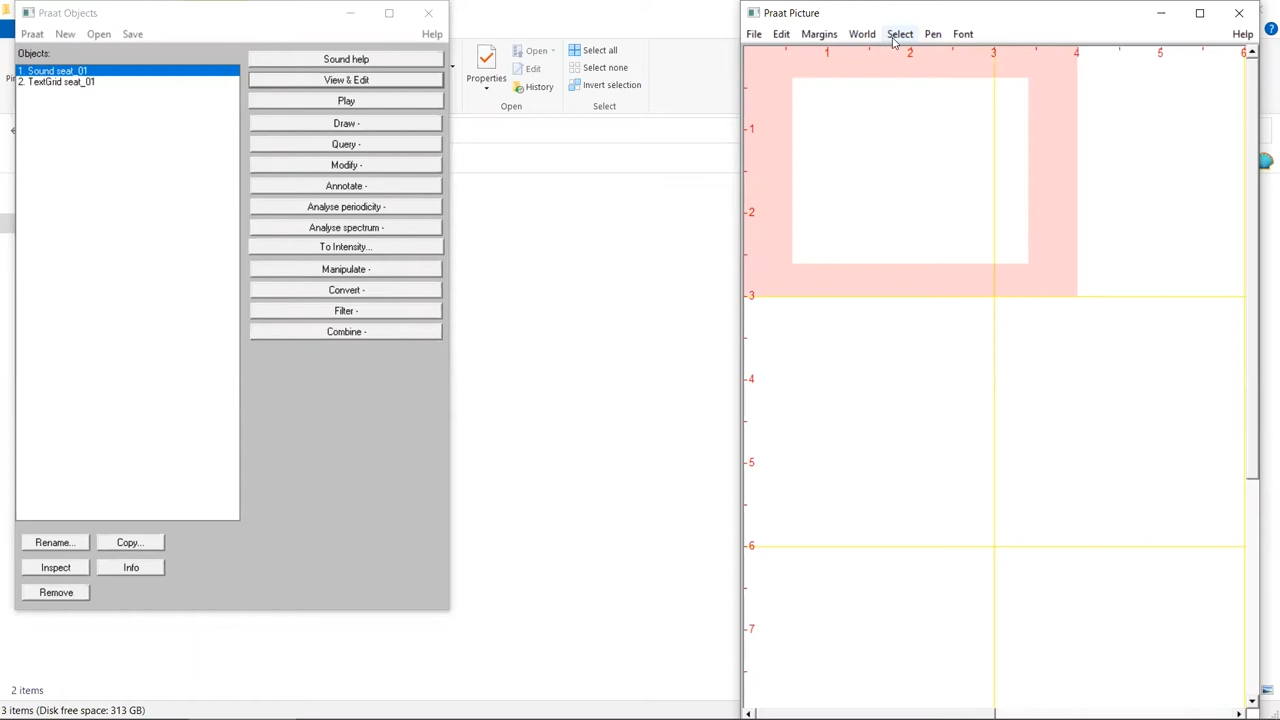 Praat Objects
Praat New Open Save Help
Objects:
1. Sound seat_01
2. TextGrid seat_01
Sound help
View & Edit
Play
Draw -
Query -
Modify -
Annotate -
Analyse periodicity -
Analyse spectrum -
To Intensity...
Manipulate -
Convert -
Filter -
Combine -
Rename... Copy...
Inspect Info
Remove
Properties
Open
Edit
History
Open
Select all
Select none
Invert selection
Select
2 items
3 items (Disk free space: 313 GB)
Praat Picture
File Edit Margins World Select Pen Font Help
1 2 3 4 5 6
1
2
3
4
5
6
7